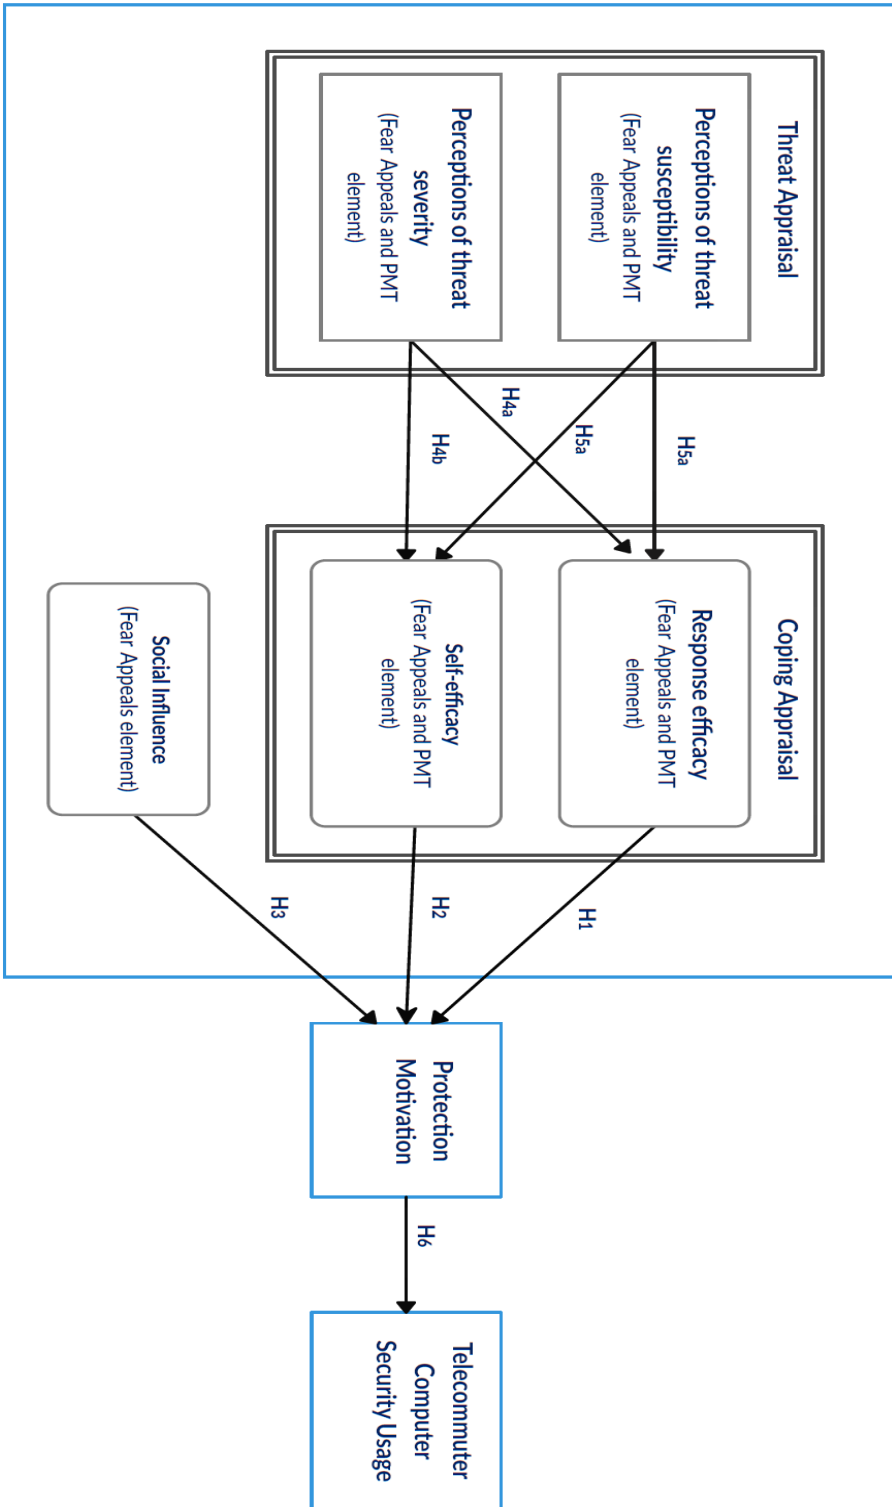 Threat Appraisal
Perceptions of threat
susceptibility
(Fear Appeals and PMT
element)
Perceptions of threat
severity
(Fear Appeals and PMT
element)
H5a
H5a
H4a
H4b
Coping Appraisal
Response efficacy
(Fear Appeals and PMT
element)
Self-efficacy
(Fear Appeals and PMT
element)
Social Influence
(Fear Appeals element)
H1
H2
H3
Protection
Motivation
H6
Telecommuter
Computer
Security Usage